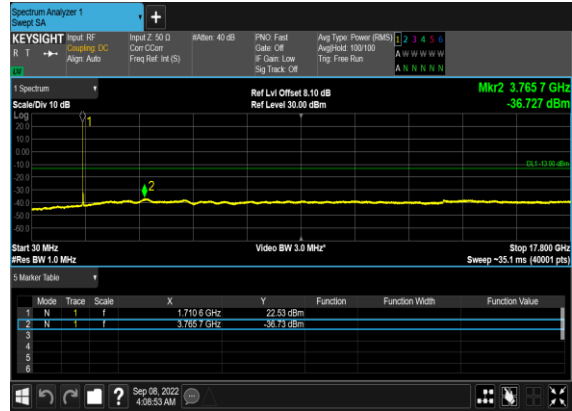 Spectrum Analyzer 1
Swept SA
+
KEYSIGHT Input: RF Input Z: 50 Ω #Atten: 40 dB PNO: Fast Avg Type: Power (RMS) 1 2 3 4 5 6
R T Coupling: DC Corr CCorr Gate: Off Avg|Hold: 100/100 A W W W W W
Align: Auto Freq Ref: Int (S) IF Gain: Low Trig: Free Run
LW Sig Track: Off A N N N N N
1 Spectrum Ref Lvl Offset 8.10 dB Mkr2 3.765 7 GHz
Scale/Div 10 dB Ref Level 30.00 dBm -36.727 dBm
Log
20.0
10.0
0.00
-10.0
-20.0
-30.0
-40.0
-50.0
-60.0
1
DL1 -13.00 dBm
2
Start 30 MHz Video BW 3.0 MHz* Stop 17.800 GHz
#Res BW 1.0 MHz Sweep ~35.1 ms (40001 pts)
5 Marker Table
Mode Trace Scale X Y Function Function Width Function Value
1 N 1 f 1.710 6 GHz 22.53 dBm
2 N 1 f 3.765 7 GHz -36.73 dBm
3
4
5
6
? Sep 08, 2022
4:08:53 AM